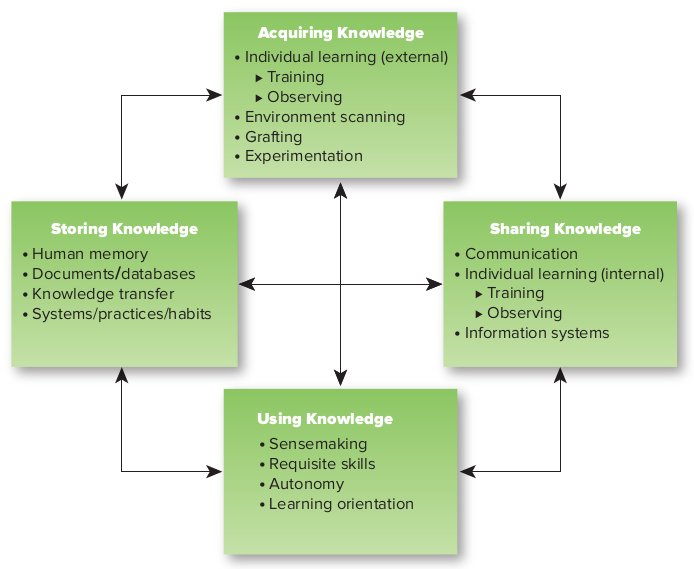 Acquiring Knowledge
• Individual learning (external)
▸ Training
▸ Observing
• Environment scanning
• Grafting
• Experimentation
Storing Knowledge
• Human memory
• Documents/databases
• Knowledge transfer
• Systems/practices/habits
Sharing Knowledge
• Communication
• Individual learning (internal)
▸ Training
▸ Observing
• Information systems
Using Knowledge
• Sensemaking
• Requisite skills
• Autonomy
• Learning orientation